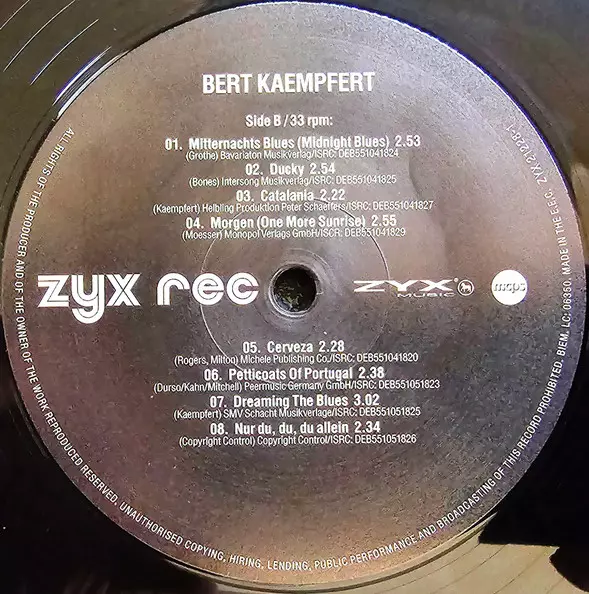 BERT KAEMPFERT
Side B / 33 rpm:
01. Mitternachts Blues (Midnight Blues) 2.53
(Grothe) Bavariaton Musikverlag/ISRC: DEB551041824
02. Ducky 2.54
(Bones) Intersong Musikverlag/ISRC: DEB551041825
03. Catalania 2.22
(Kaempfert) Helbling Produktion Peter Schaeffers/ISRC: DEB551041827
04. Morgen (One More Sunrise) 2.55
(Moesser) Monopol Verlags GmbH/ISCR: DEB551041829
zyx rec
ZYX®
MUSIC
mcps
05. Cerveza 2.28
(Rogers, Milton) Michele Publishing Co./ISRC: DEB551041820
06. Petticoats Of Portugal 2.38
(Durso/Kahn/Mitchell) Peermusic Germany GmbH/ISRC: DEB551051823
07. Dreaming The Blues 3.02
(Kaempfert) SMV Schacht Musikverlage/ISRC: DEB551051825
08. Nur du, du, du allein 2.34
(Copyright Control) Copyright Control/ISRC: DEB551051826
ALL RIGHTS OF THE PRODUCER AND OF THE OWNER OF THE WORK REPRODUCED RESERVED, UNAUTHORISED COPYING, HIRING, LENDING, PUBLIC PERFORMANCE AND BROADCASTING OF THIS RECORD PROHIBITED. BIEM. LC: 06350. MADE IN THE E.E.C. ZYX 21228-1